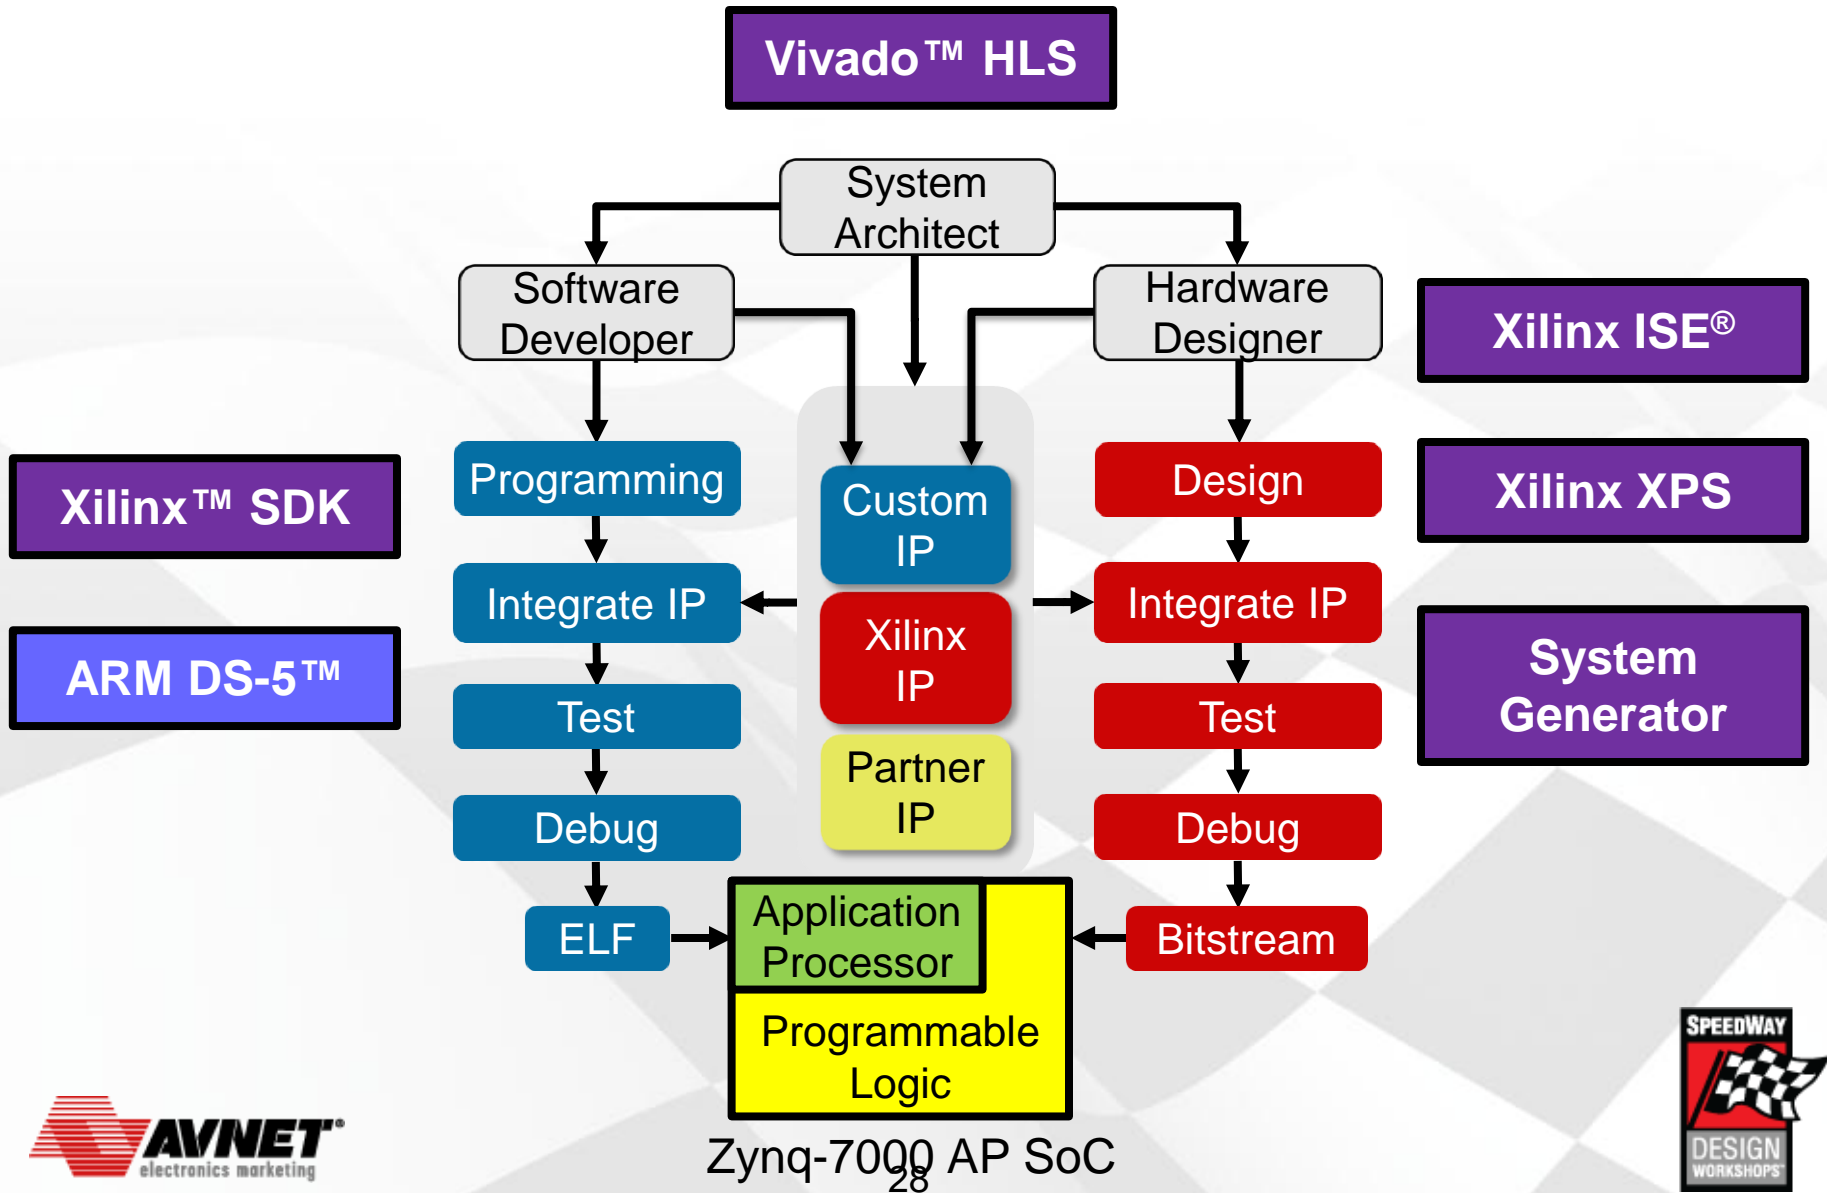 Vivado™ HLS
System
Architect
Software
Developer
Hardware
Designer
Xilinx ISE®
Xilinx™ SDK
Programming
Custom
IP
Design
Xilinx XPS
ARM DS-5™
Integrate IP
Xilinx
IP
Integrate IP
System
Generator
Test
Test
Partner
IP
Debug
Debug
ELF
Application
Processor
Bitstream
Programmable
Logic
Zynq-7000 AP SoC
28
AVNET®
electronics marketing
SPEEDWAY
DESIGN
WORKSHOPS™